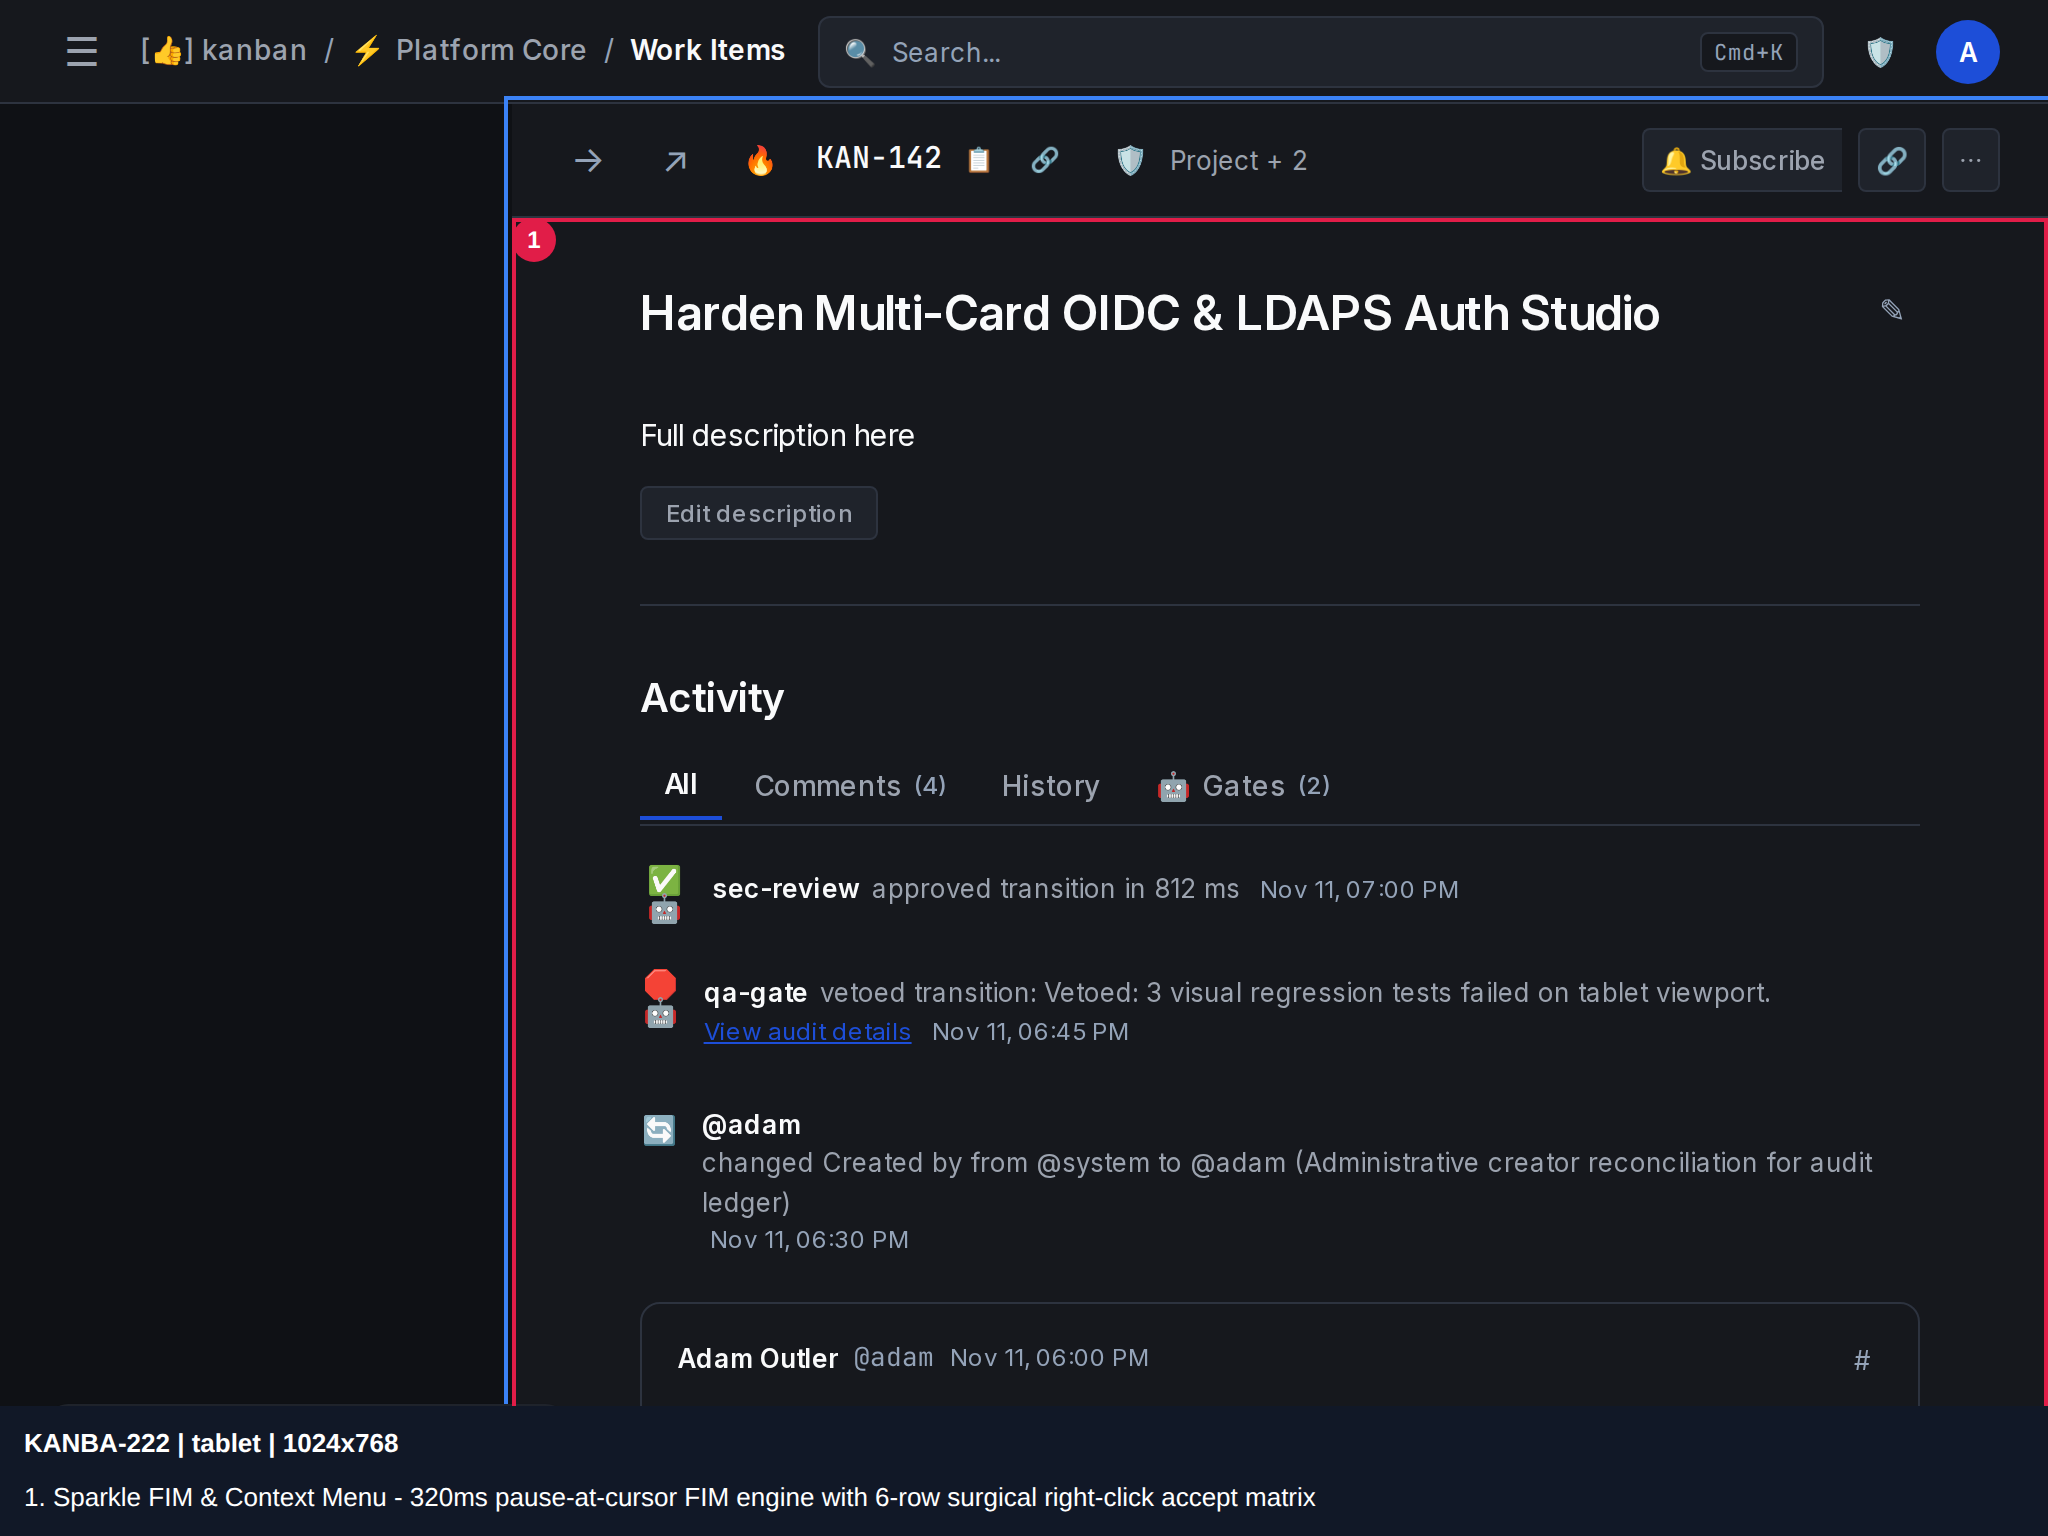 [👍] kanban / ⚡ Platform Core / Work Items
Search...
Cmd+K
A
KAN-142
Project + 2
Subscribe
...
1
Harden Multi-Card OIDC & LDAPS Auth Studio
Full description here
Edit description
Activity
All
Comments (4)
History
Gates (2)
sec-review approved transition in 812 ms Nov 11, 07:00 PM
qa-gate vetoed transition: Vetoed: 3 visual regression tests failed on tablet viewport.
View audit details Nov 11, 06:45 PM
@adam
changed Created by from @system to @adam (Administrative creator reconciliation for audit
ledger)
Nov 11, 06:30 PM
Adam Outler @adam Nov 11, 06:00 PM
#
KANBA-222 | tablet | 1024x768
1. Sparkle FIM & Context Menu - 320ms pause-at-cursor FIM engine with 6-row surgical right-click accept matrix